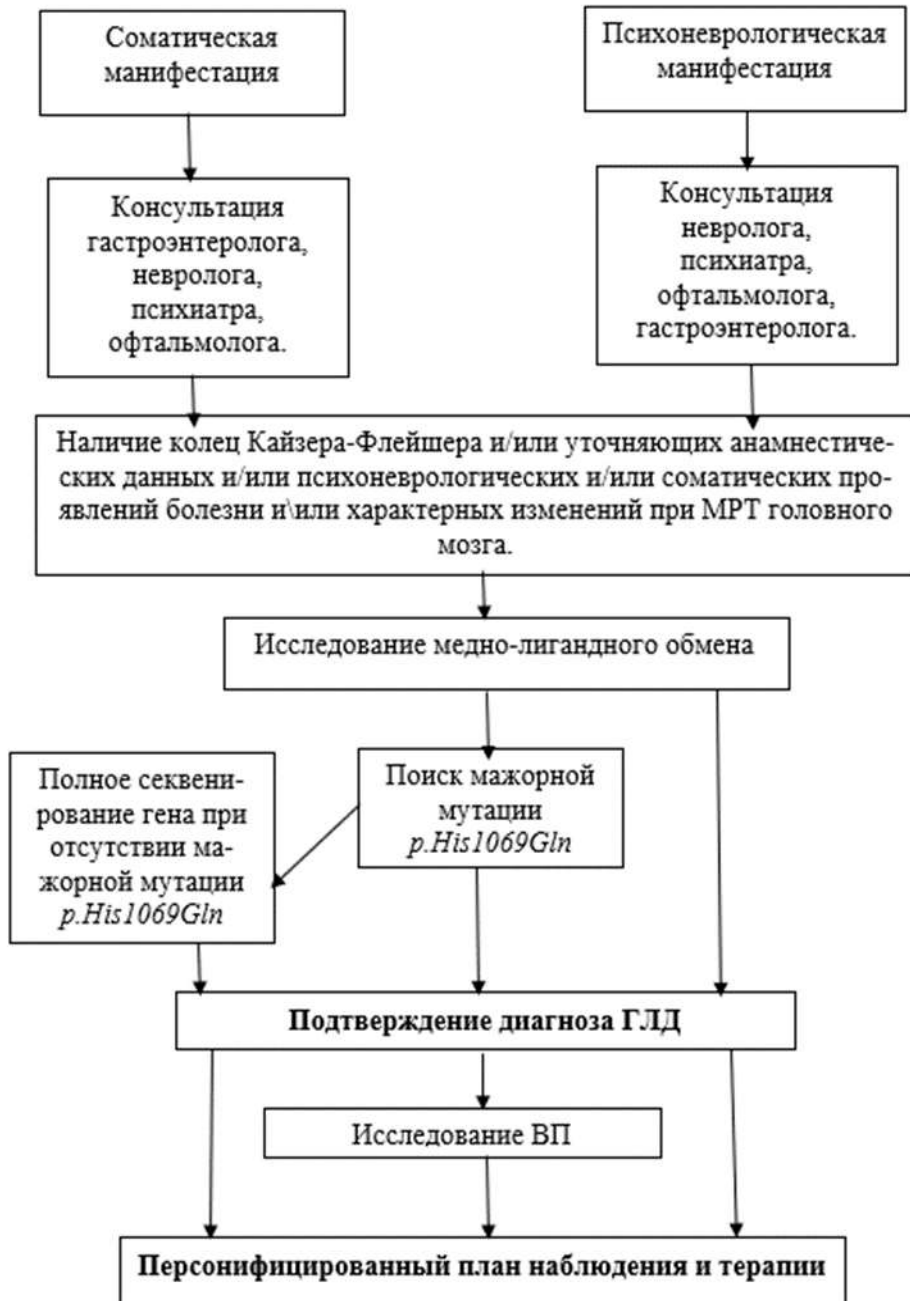 Соматическая
манифестация
Психоневрологическая
манифестация
Консультация
гастроэнтеролога,
невролога,
психиатра,
офтальмолога.
Консультация
невролога,
психиатра,
офтальмолога,
гастроэнтеролога.
Наличие колец Кайзера-Флейшера и/или уточняющих анамнестиче-
ских данных и/или психоневрологических и/или соматических про-
явлений болезни и\или характерных изменений при МРТ головного
мозга.
Исследование медно-лигандного обмена
Полное секвени-
рование гена при
отсутствии ма-
жорной мутации
p.His1069Gln
Поиск мажорной
мутации
p.His1069Gln
Подтверждение диагноза ГЛД
Исследование ВП
Персонифицированный план наблюдения и терапии